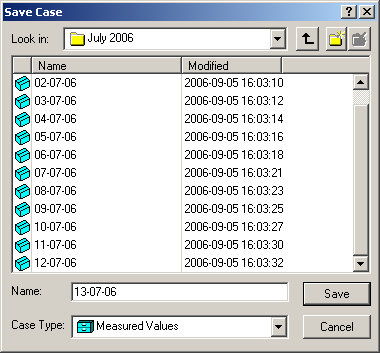 Save Case
Look in: July 2006
Name Modified
02-07-06 2006-09-05 16:03:10
03-07-06 2006-09-05 16:03:12
04-07-06 2006-09-05 16:03:14
05-07-06 2006-09-05 16:03:16
06-07-06 2006-09-05 16:03:18
07-07-06 2006-09-05 16:03:21
08-07-06 2006-09-05 16:03:23
09-07-06 2006-09-05 16:03:25
10-07-06 2006-09-05 16:03:27
11-07-06 2006-09-05 16:03:30
12-07-06 2006-09-05 16:03:32
Name: 13-07-06 Save
Case Type: Measured Values Cancel